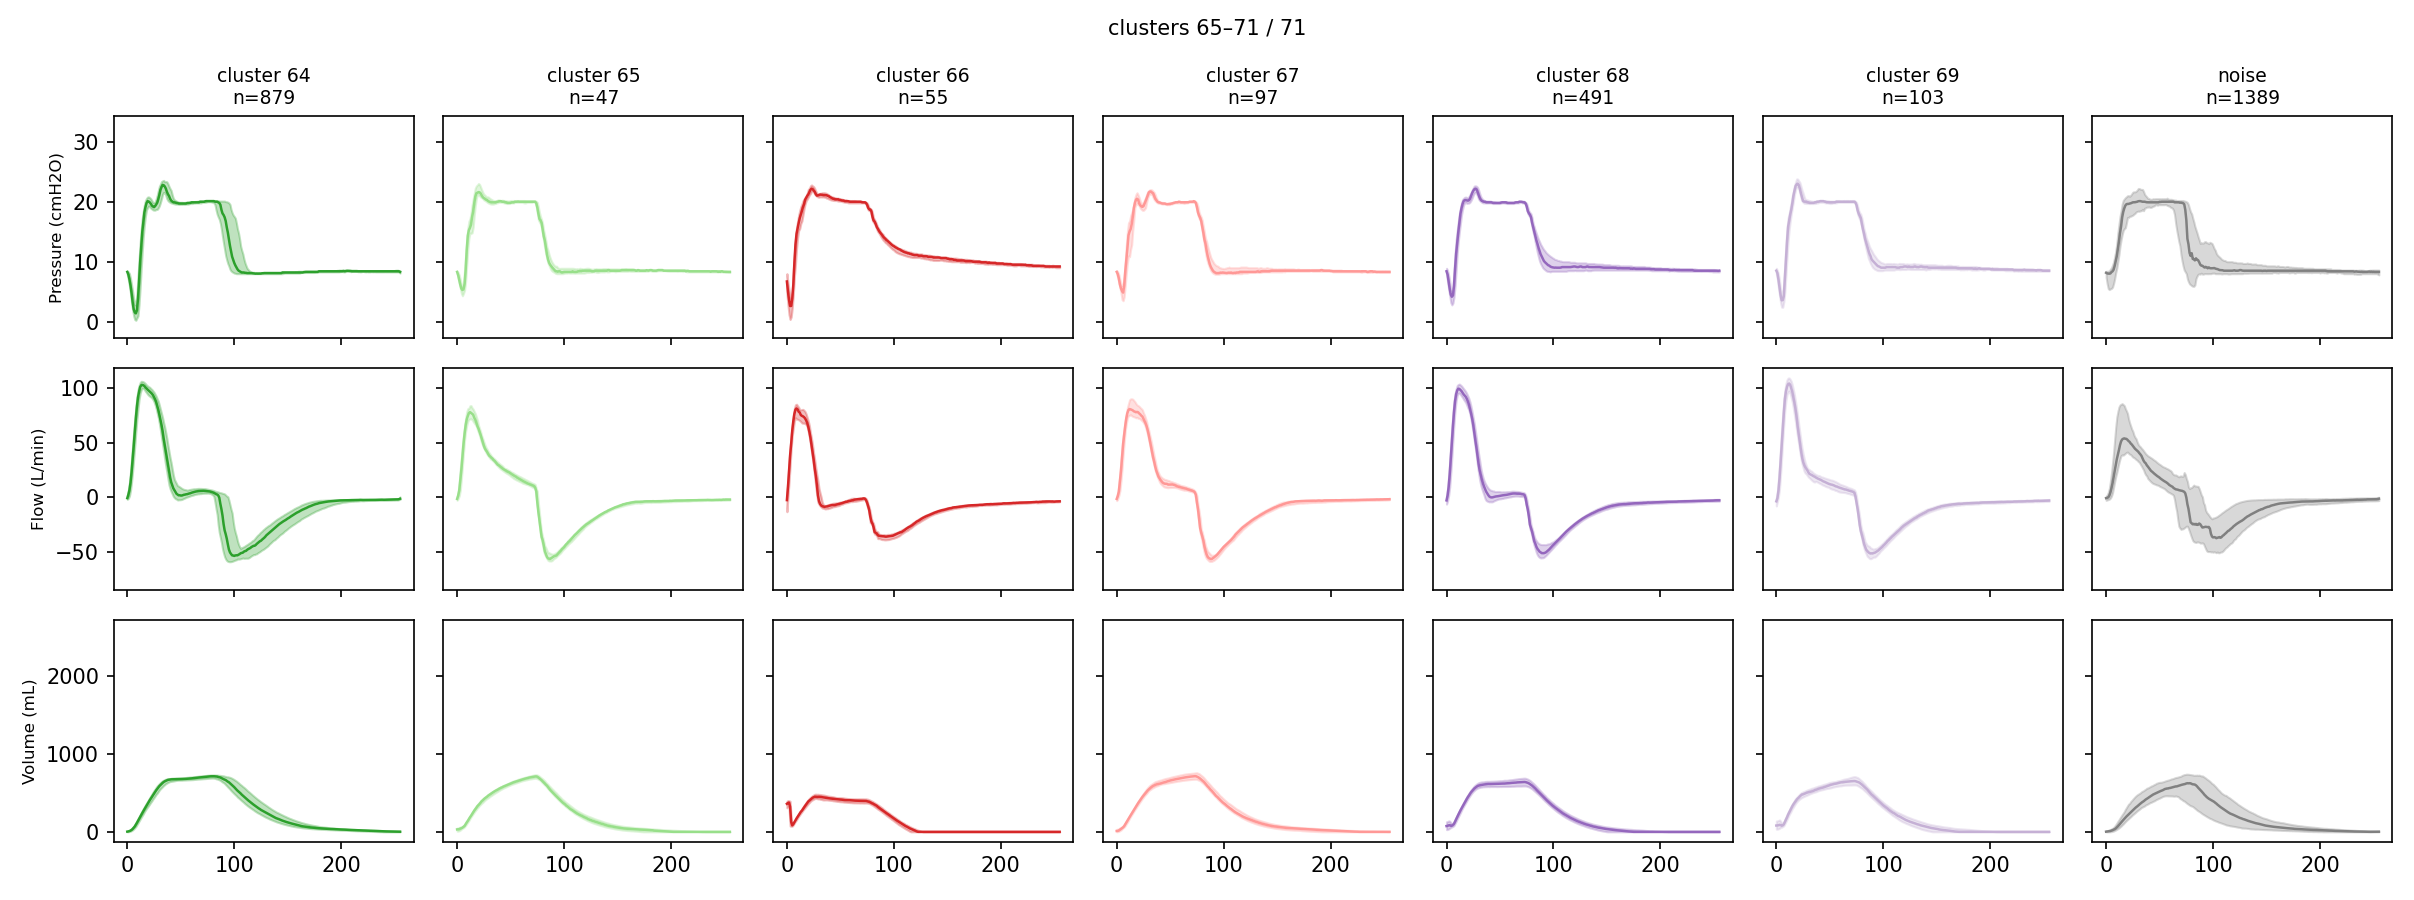 clusters 65–71 / 71
cluster 64
n=879
cluster 65
n=47
cluster 66
n=55
cluster 67
n=97
cluster 68
n=491
cluster 69
n=103
noise
n=1389
Pressure (cmH2O)
30
20
10
0
Flow (L/min)
100
50
0
−50
Volume (mL)
2000
1000
0
0 100 200
0 100 200
0 100 200
0 100 200
0 100 200
0 100 200
0 100 200